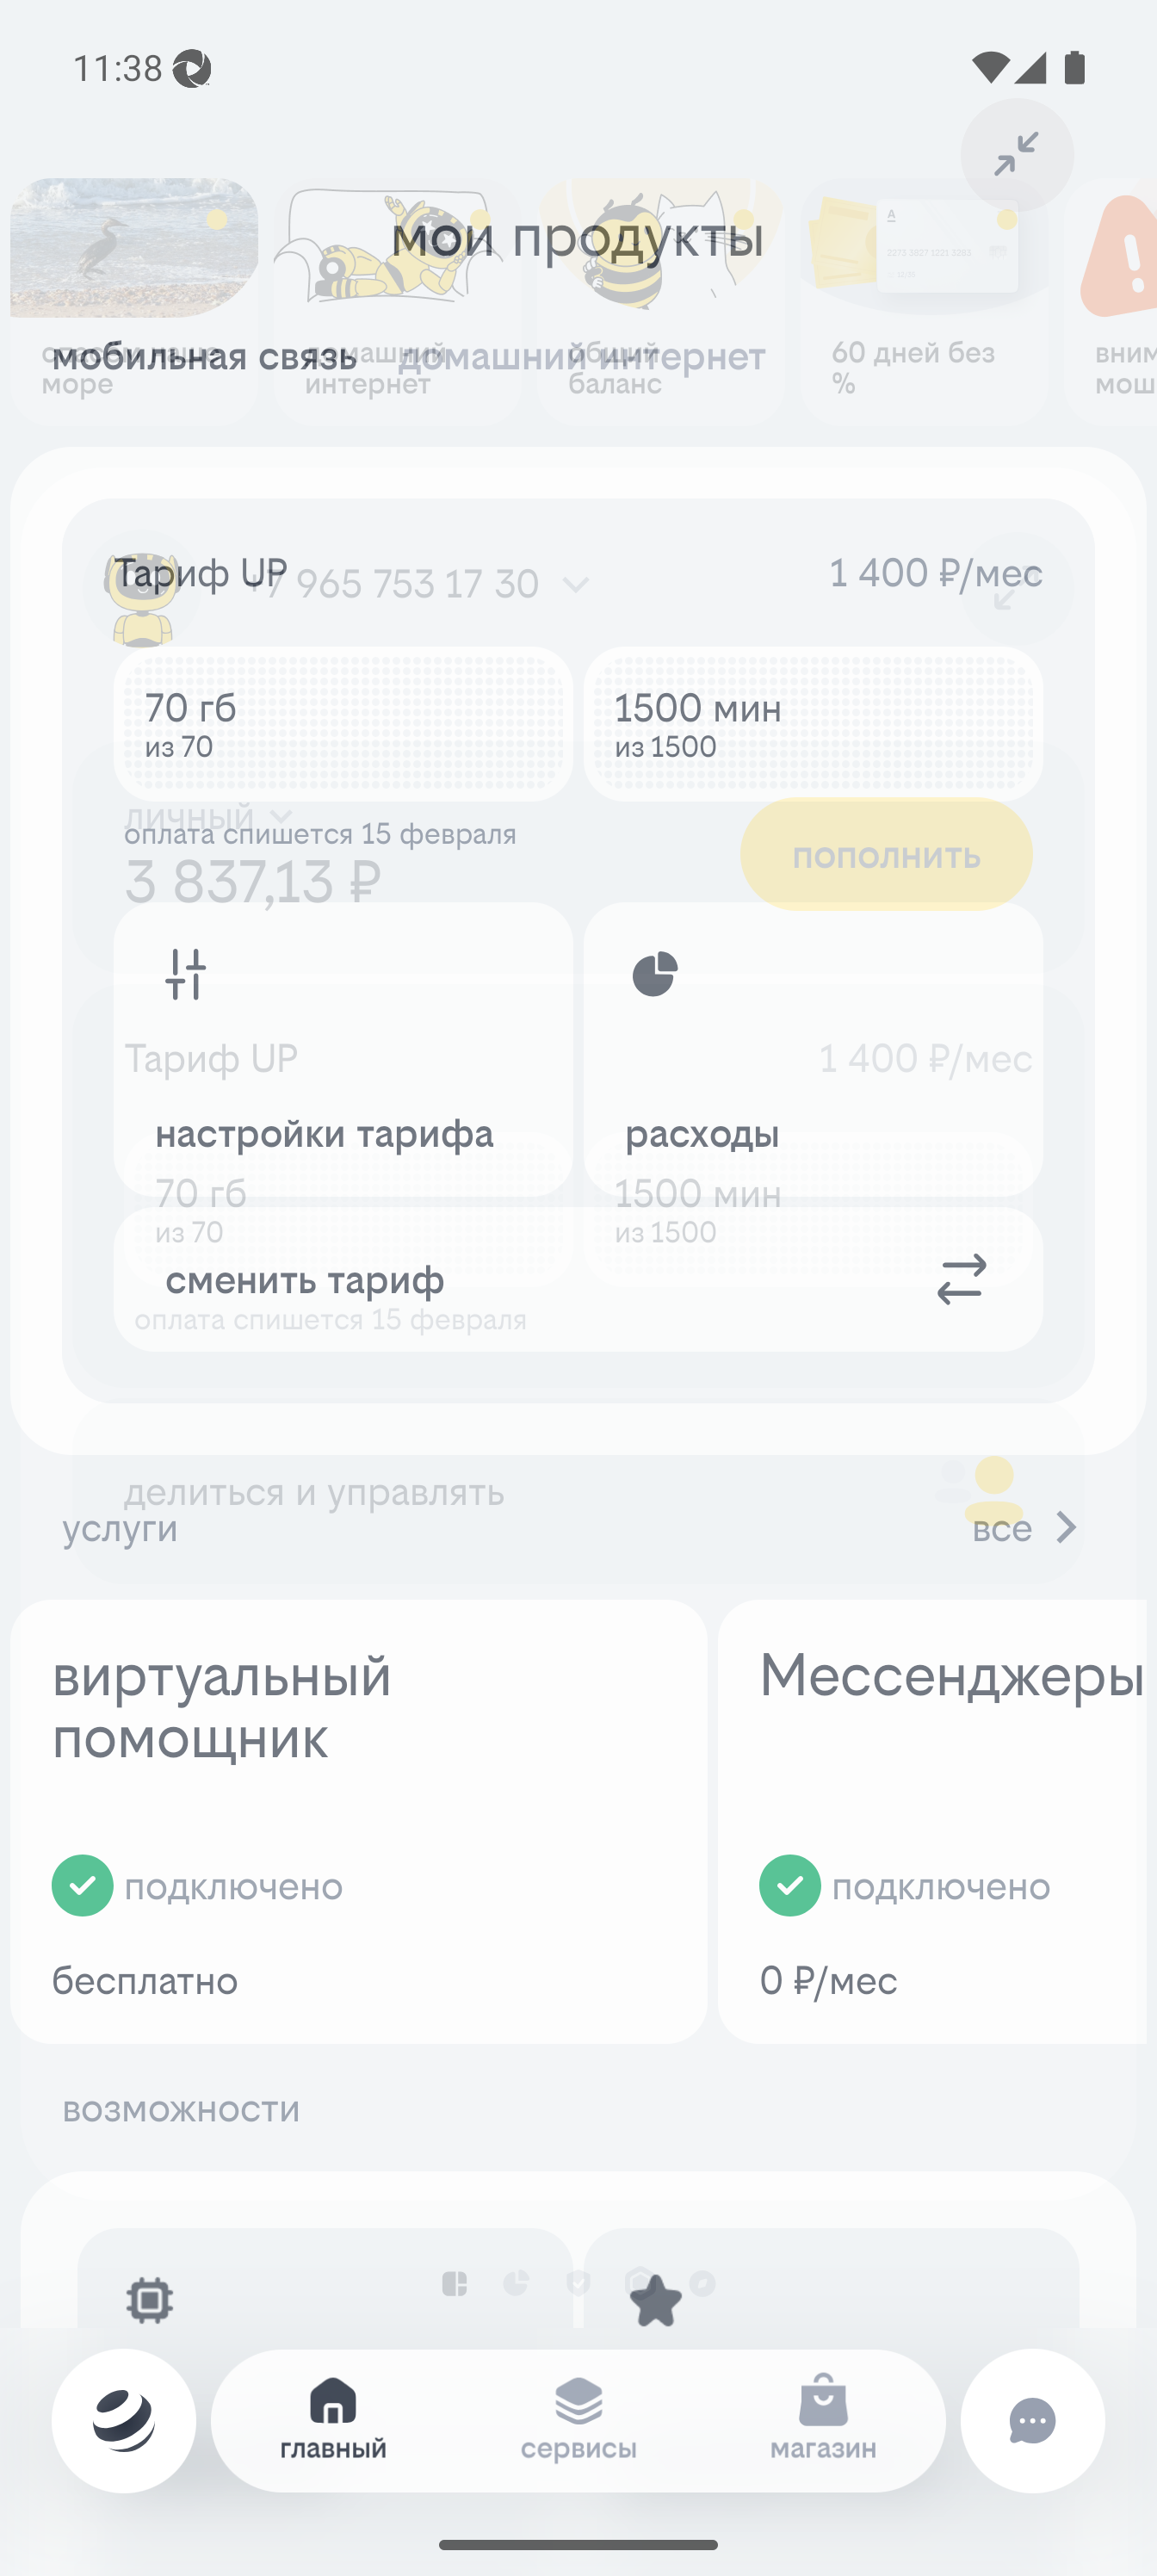 11:38
мои продукты
мобильная связь
домашний интернет
спасем наше
море
домашний
интернет
общий
баланс
60 дней без
%
вним
мош
Тариф UP
1 400 ₽/мес
+7 965 753 17 30
70 гб
из 70
1500 мин
из 1500
личный
оплата спишется 15 февраля
3 837,13 ₽
пополнить
Тариф UP
1 400 ₽/мес
настройки тарифа
расходы
70 гб
из 70
1500 мин
из 1500
сменить тариф
оплата спишется 15 февраля
делиться и управлять
услуги
все
виртуальный
помощник
Мессенджеры
подключено
подключено
бесплатно
0 ₽/мес
возможности
главный
сервисы
магазин